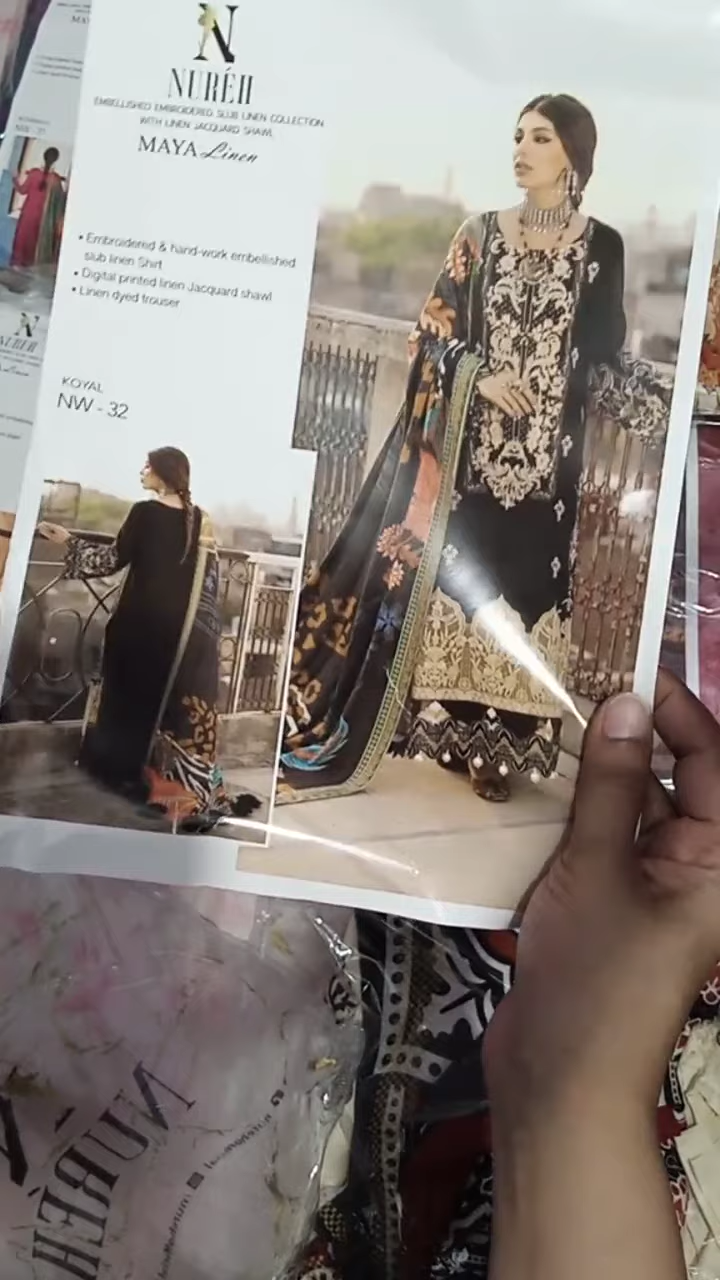 N
NURÉH
EMBELLISHED EMBROIDERED SLUB LINEN COLLECTION
WITH LINEN JACQUARD SHAWL
MAYA Linen
• Embroidered & hand-work embellished
slub linen Shirt
• Digital printed linen Jacquard shawl
• Linen dyed trouser
KOYAL
NW - 32
N
NURÉH
NURÉH